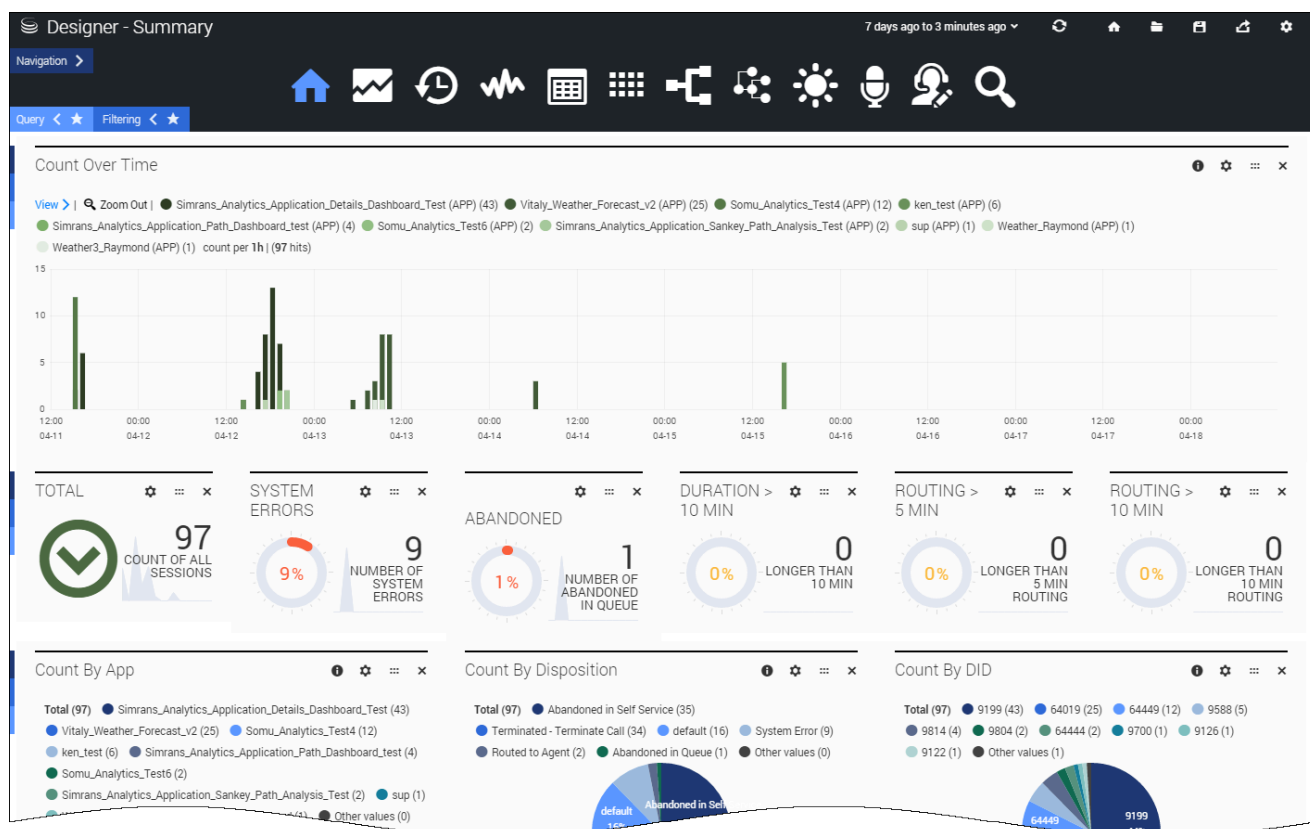 Designer - Summary
7 days ago to 3 minutes ago
Navigation
Query
Filtering
Count Over Time
View | Zoom Out | Simrans_Analytics_Application_Details_Dashboard_Test (APP) (43) Vitaly_Weather_Forecast_v2 (APP) (25) Somu_Analytics_Test4 (APP) (12) ken_test (APP) (6)
Simrans_Analytics_Application_Path_Dashboard_test (APP) (4) Somu_Analytics_Test6 (APP) (2) Simrans_Analytics_Application_Sankey_Path_Analysis_Test (APP) (2) sup (APP) (1) Weather_Raymond (APP) (1)
Weather3_Raymond (APP) (1) count per 1h | (97 hits)
15
10
5
0
12:00 00:00 12:00 00:00 12:00 00:00 12:00 00:00 12:00 00:00 12:00 00:00 12:00 00:00
04-11 04-12 04-12 04-13 04-13 04-14 04-14 04-15 04-15 04-16 04-16 04-17 04-17 04-18
TOTAL
97
COUNT OF ALL
SESSIONS
SYSTEM
ERRORS
9%
9
NUMBER OF
SYSTEM
ERRORS
ABANDONED
1%
1
NUMBER OF
ABANDONED
IN QUEUE
DURATION >
10 MIN
0%
0
LONGER THAN
10 MIN
ROUTING >
5 MIN
0%
0
LONGER THAN
5 MIN
ROUTING
ROUTING >
10 MIN
0%
0
LONGER THAN
10 MIN
ROUTING
Count By App
Total (97) Simrans_Analytics_Application_Details_Dashboard_Test (43)
Vitaly_Weather_Forecast_v2 (25) Somu_Analytics_Test4 (12)
ken_test (6) Simrans_Analytics_Application_Path_Dashboard_test (4)
Somu_Analytics_Test6 (2)
Simrans_Analytics_Application_Sankey_Path_Analysis_Test (2) sup (1)
Other values (0)
Count By Disposition
Total (97) Abandoned in Self Service (35)
Terminated - Terminate Call (34) default (16) System Error (9)
Routed to Agent (2) Abandoned in Queue (1) Other values (0)
Abandoned in Self
default
16%
Count By DID
Total (97) 9199 (43) 64019 (25) 64449 (12) 9588 (5)
9814 (4) 9804 (2) 64444 (2) 9700 (1) 9126 (1)
9122 (1) Other values (1)
9199
64449